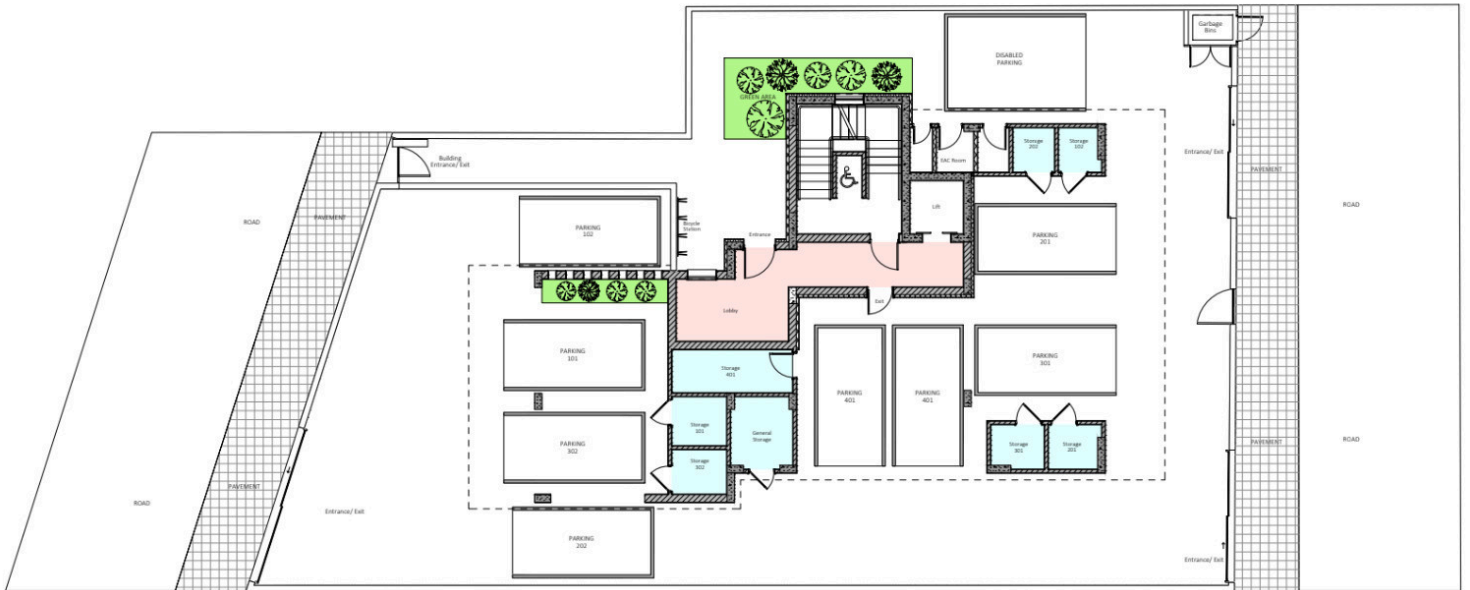 Garbage
Bins
DISABLED
PARKING
GREEN AREA
Building
Entrance/ Exit
EAC Room
Storage
202
Storage
102
Entrance/ Exit
PAVEMENT
ROAD
ROAD
PAVEMENT
PARKING
102
Bicycle
Station
Entrance
Lift
PARKING
201
Lobby
Exit
PARKING
101
Storage
401
PARKING
401
PARKING
401
PARKING
301
PARKING
302
Storage
101
General
Storage
Storage
302
Storage
301
Storage
201
PAVEMENT
ROAD
PAVEMENT
ROAD
Entrance/ Exit
PARKING
202
Entrance/ Exit